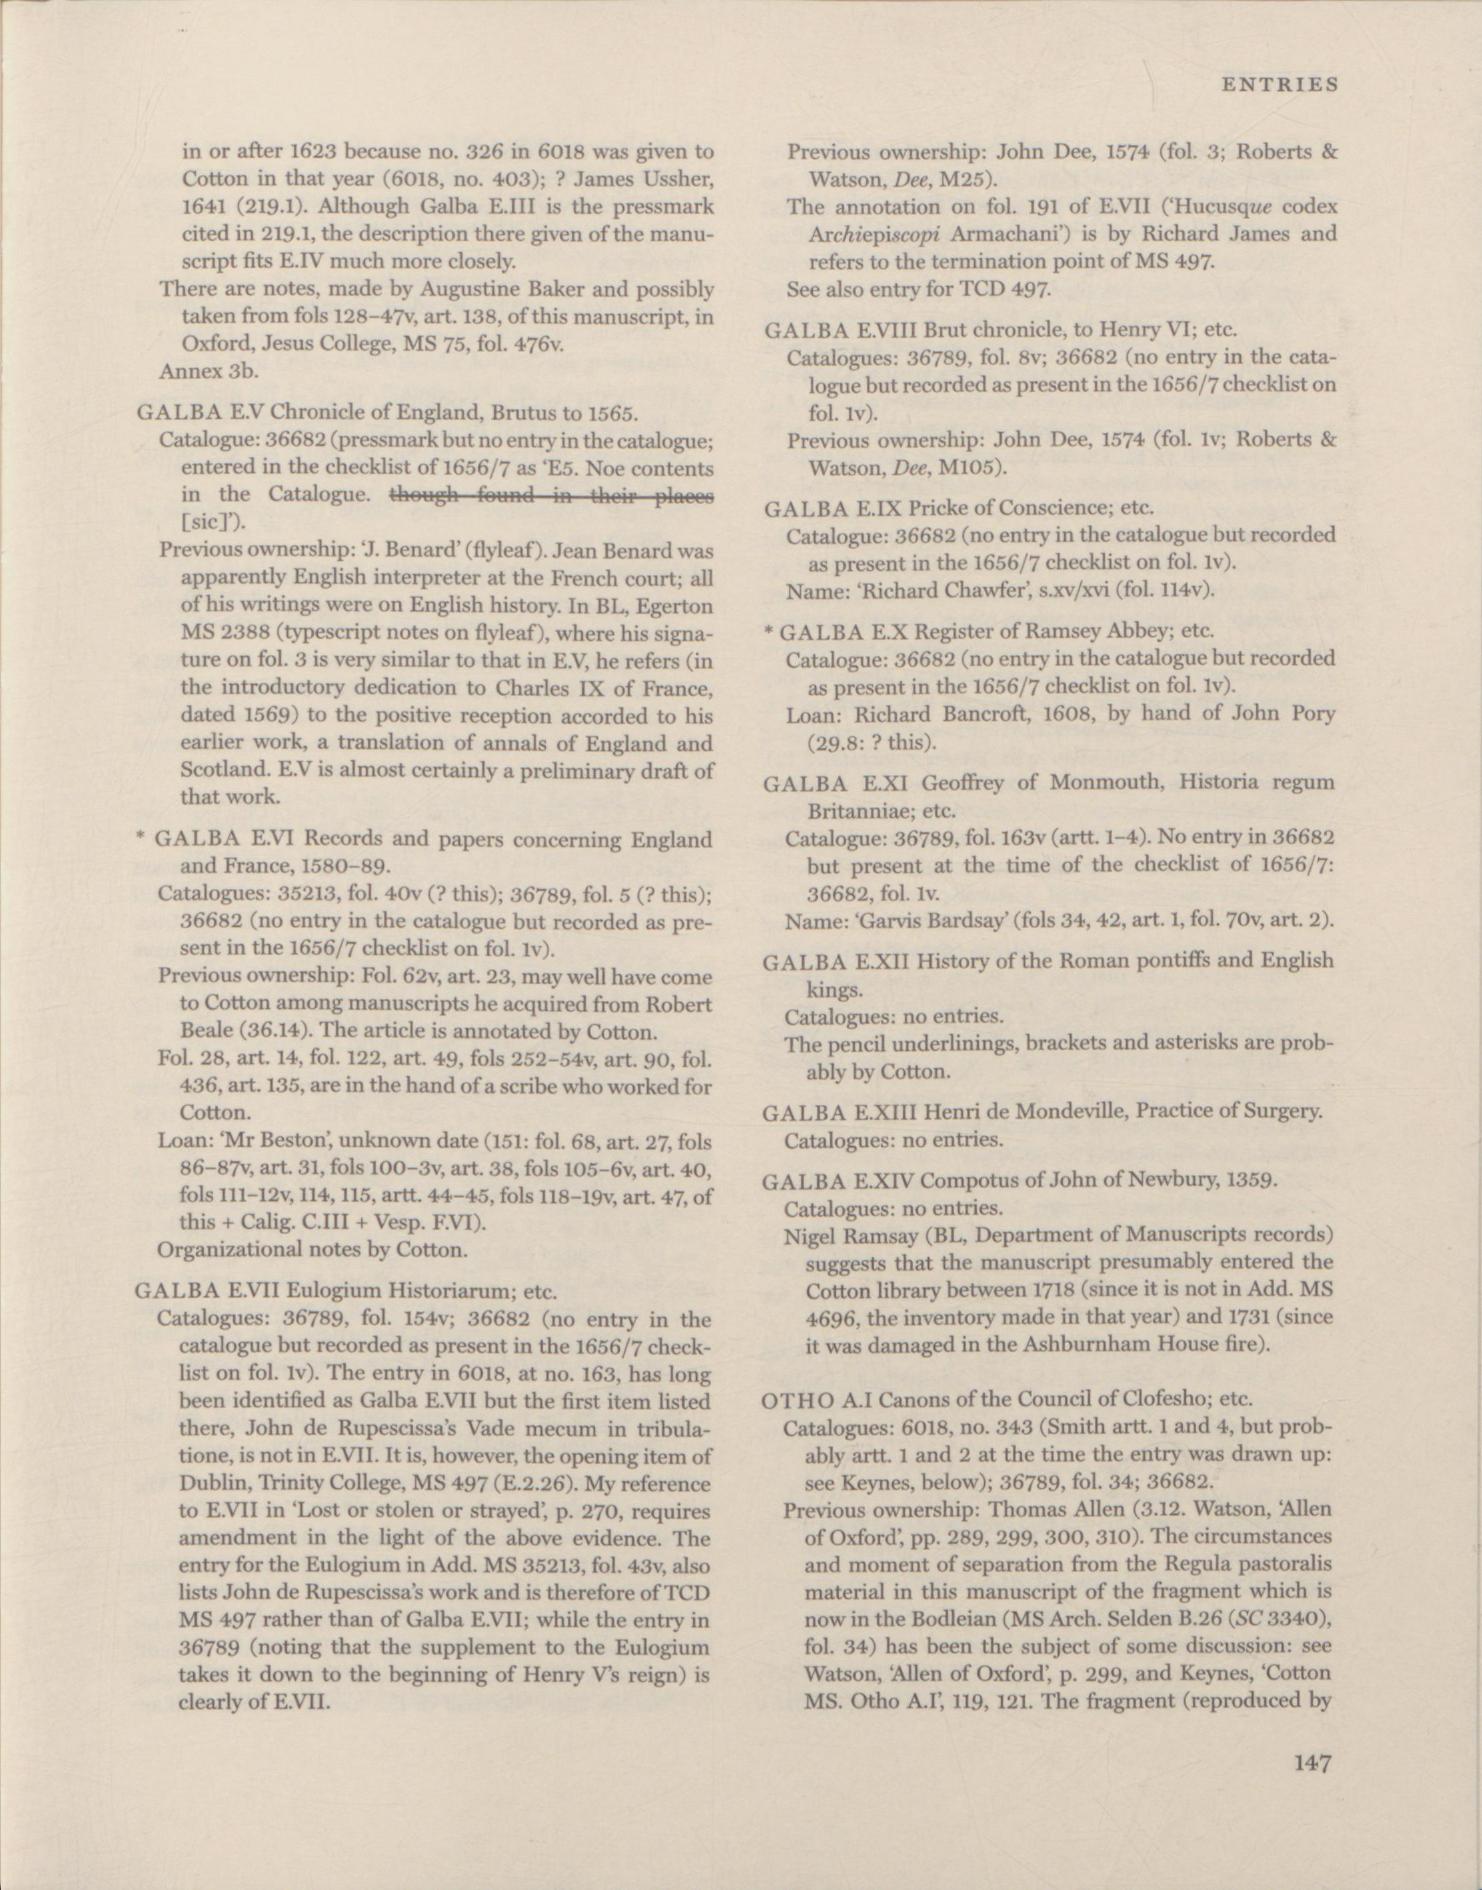 ENTRIES
in or after 1623 because no. 326 in 6018 was given to
Cotton in that year (6018, no. 403); ? James Ussher,
1641 (219.1). Although Galba E.III is the pressmark
cited in 219.1, the description there given of the manu-
script fits E.IV much more closely.
There are notes, made by Augustine Baker and possibly
taken from fols 128–47v, art. 138, of this manuscript, in
Oxford, Jesus College, MS 75, fol. 476v.
Annex 3b.
GALBA E.V Chronicle of England, Brutus to 1565.
Catalogue: 36682 (pressmark but no entry in the catalogue;
entered in the checklist of 1656/7 as ‘E5. Noe contents
in the Catalogue. though found in their places
[sic]’).
Previous ownership: ‘J. Benard’ (flyleaf). Jean Benard was
apparently English interpreter at the French court; all
of his writings were on English history. In BL, Egerton
MS 2388 (typescript notes on flyleaf), where his signa-
ture on fol. 3 is very similar to that in E.V, he refers (in
the introductory dedication to Charles IX of France,
dated 1569) to the positive reception accorded to his
earlier work, a translation of annals of England and
Scotland. E.V is almost certainly a preliminary draft of
that work.
* GALBA E.VI Records and papers concerning England
and France, 1580–89.
Catalogues: 35213, fol. 40v (? this); 36789, fol. 5 (? this);
36682 (no entry in the catalogue but recorded as pre-
sent in the 1656/7 checklist on fol. 1v).
Previous ownership: Fol. 62v, art. 23, may well have come
to Cotton among manuscripts he acquired from Robert
Beale (36.14). The article is annotated by Cotton.
Fol. 28, art. 14, fol. 122, art. 49, fols 252–54v, art. 90, fol.
436, art. 135, are in the hand of a scribe who worked for
Cotton.
Loan: ‘Mr Beston’, unknown date (151: fol. 68, art. 27, fols
86–87v, art. 31, fols 100–3v, art. 38, fols 105–6v, art. 40,
fols 111–12v, 114, 115, artt. 44–45, fols 118–19v, art. 47, of
this + Calig. C.III + Vesp. F.VI).
Organizational notes by Cotton.
GALBA E.VII Eulogium Historiarum; etc.
Catalogues: 36789, fol. 154v; 36682 (no entry in the
catalogue but recorded as present in the 1656/7 check-
list on fol. 1v). The entry in 6018, at no. 163, has long
been identified as Galba E.VII but the first item listed
there, John de Rupescissa’s Vade mecum in tribula-
tione, is not in E.VII. It is, however, the opening item of
Dublin, Trinity College, MS 497 (E.2.26). My reference
to E.VII in ‘Lost or stolen or strayed’, p. 270, requires
amendment in the light of the above evidence. The
entry for the Eulogium in Add. MS 35213, fol. 43v, also
lists John de Rupescissa’s work and is therefore of TCD
MS 497 rather than of Galba E.VII; while the entry in
36789 (noting that the supplement to the Eulogium
takes it down to the beginning of Henry V’s reign) is
clearly of E.VII.
Previous ownership: John Dee, 1574 (fol. 3; Roberts &
Watson, Dee, M25).
The annotation on fol. 191 of E.VII (‘Hucusque codex
Archiepiscopi Armachani’) is by Richard James and
refers to the termination point of MS 497.
See also entry for TCD 497.
GALBA E.VIII Brut chronicle, to Henry VI; etc.
Catalogues: 36789, fol. 8v; 36682 (no entry in the cata-
logue but recorded as present in the 1656/7 checklist on
fol. 1v).
Previous ownership: John Dee, 1574 (fol. 1v; Roberts &
Watson, Dee, M105).
GALBA E.IX Pricke of Conscience; etc.
Catalogue: 36682 (no entry in the catalogue but recorded
as present in the 1656/7 checklist on fol. 1v).
Name: ‘Richard Chawfer’, s.xv/xvi (fol. 114v).
* GALBA E.X Register of Ramsey Abbey; etc.
Catalogue: 36682 (no entry in the catalogue but recorded
as present in the 1656/7 checklist on fol. 1v).
Loan: Richard Bancroft, 1608, by hand of John Pory
(29.8: ? this).
GALBA E.XI Geoffrey of Monmouth, Historia regum
Britanniae; etc.
Catalogue: 36789, fol. 163v (artt. 1–4). No entry in 36682
but present at the time of the checklist of 1656/7:
36682, fol. 1v.
Name: ‘Garvis Bardsay’ (fols 34, 42, art. 1, fol. 70v, art. 2).
GALBA E.XII History of the Roman pontiffs and English
kings.
Catalogues: no entries.
The pencil underlinings, brackets and asterisks are prob-
ably by Cotton.
GALBA E.XIII Henri de Mondeville, Practice of Surgery.
Catalogues: no entries.
GALBA E.XIV Compotus of John of Newbury, 1359.
Catalogues: no entries.
Nigel Ramsay (BL, Department of Manuscripts records)
suggests that the manuscript presumably entered the
Cotton library between 1718 (since it is not in Add. MS
4696, the inventory made in that year) and 1731 (since
it was damaged in the Ashburnham House fire).
OTHO A.I Canons of the Council of Clofesho; etc.
Catalogues: 6018, no. 343 (Smith artt. 1 and 4, but prob-
ably artt. 1 and 2 at the time the entry was drawn up:
see Keynes, below); 36789, fol. 34; 36682.
Previous ownership: Thomas Allen (3.12. Watson, ‘Allen
of Oxford’, pp. 289, 299, 300, 310). The circumstances
and moment of separation from the Regula pastoralis
material in this manuscript of the fragment which is
now in the Bodleian (MS Arch. Selden B.26 (SC 3340),
fol. 34) has been the subject of some discussion: see
Watson, ‘Allen of Oxford’, p. 299, and Keynes, ‘Cotton
MS. Otho A.I’, 119, 121. The fragment (reproduced by
147